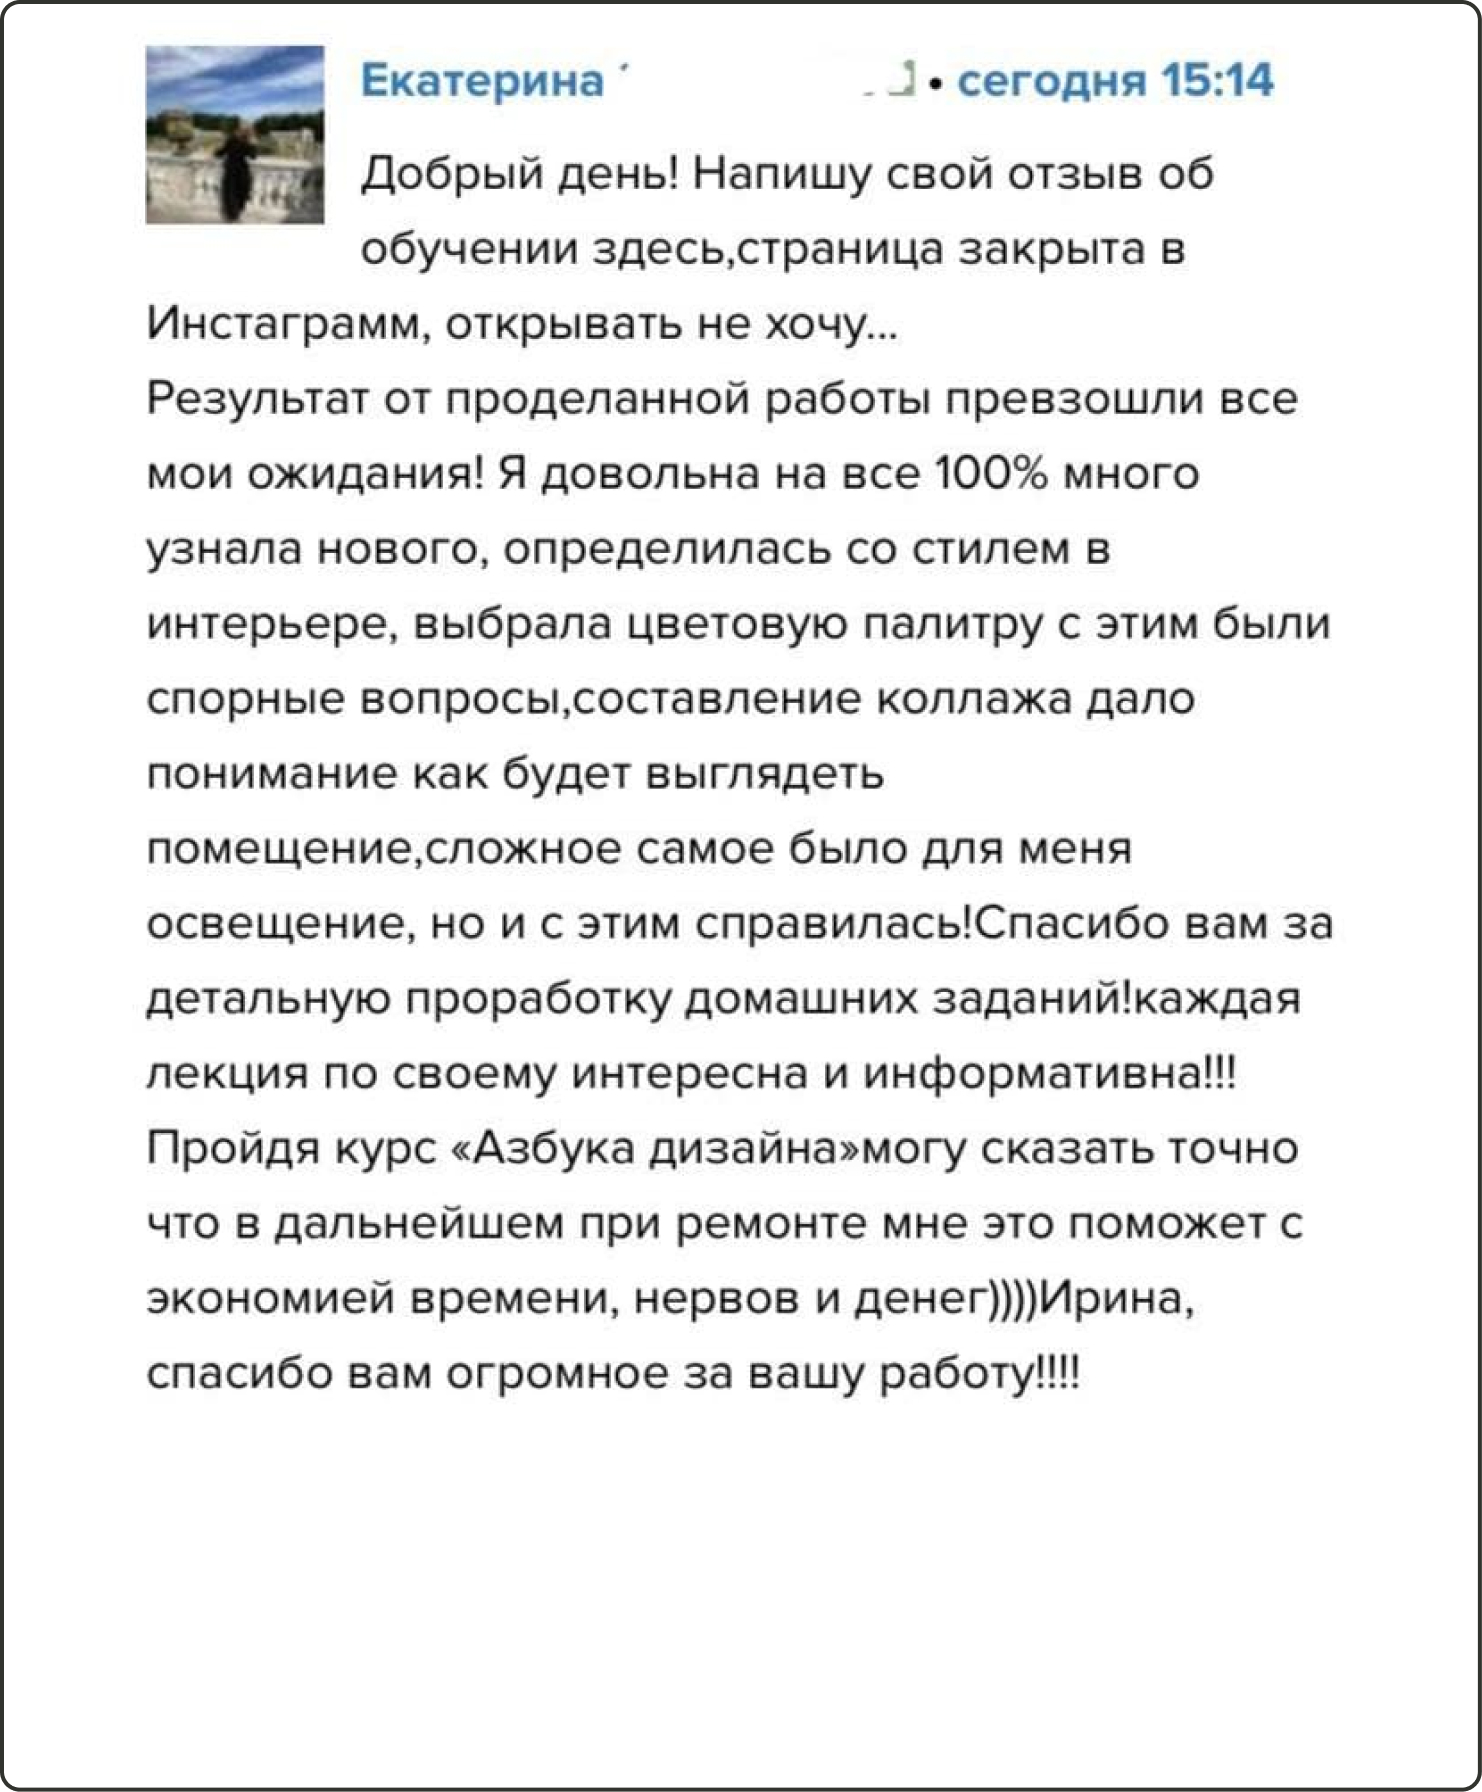 Екатерина • сегодня 15:14
Добрый день! Напишу свой отзыв об
обучении здесь,страница закрыта в
Инстаграмм, открывать не хочу...
Результат от проделанной работы превзошли все
мои ожидания! Я довольна на все 100% много
узнала нового, определилась со стилем в
интерьере, выбрала цветовую палитру с этим были
спорные вопросы,составление коллажа дало
понимание как будет выглядеть
помещение,сложное самое было для меня
освещение, но и с этим справилась!Спасибо вам за
детальную проработку домашних заданий!каждая
лекция по своему интересна и информативна!!!
Пройдя курс «Азбука дизайна»могу сказать точно
что в дальнейшем при ремонте мне это поможет с
экономией времени, нервов и денег))))Ирина,
спасибо вам огромное за вашу работу!!!!